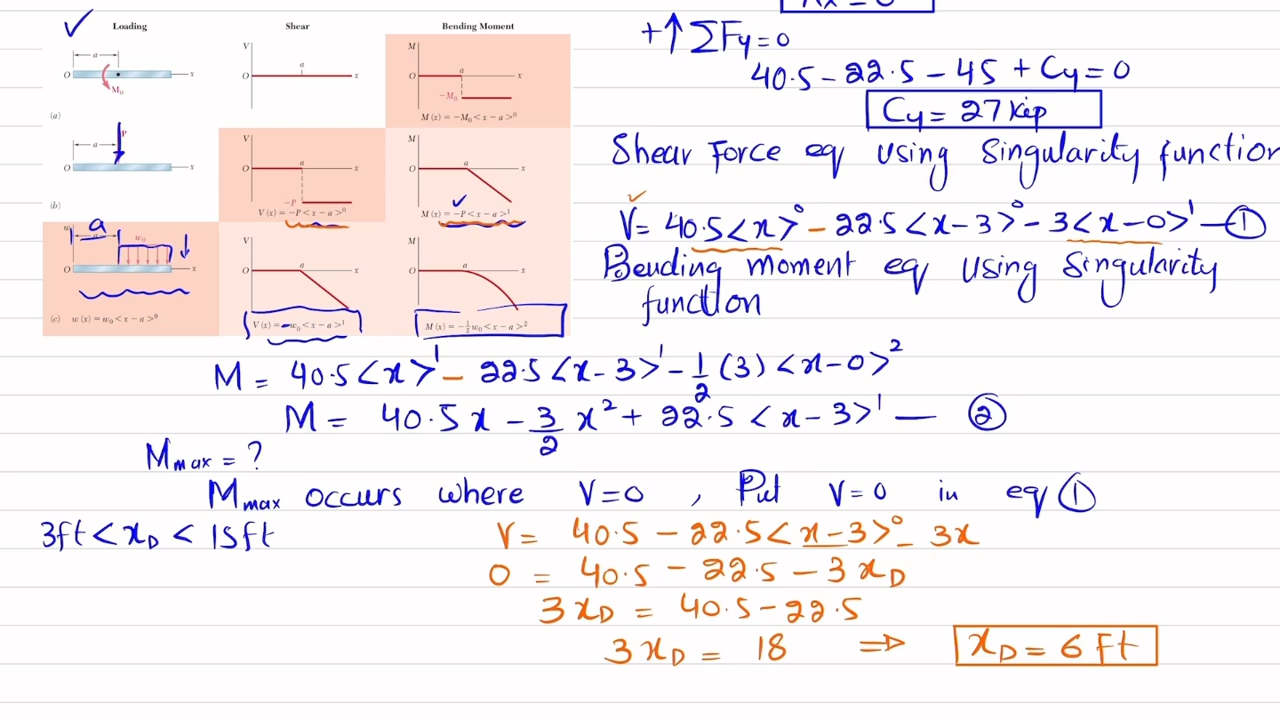 ✓ Loading Shear Bending Moment
a
O x
M₀
(a)
V
a
O x
M
a
O x
−M₀
M(x) = −M₀<x − a>⁰
a
P
O x
(b)
V
a
O x
−P
V(x) = −P<x − a>⁰
M
a
O x
✓
M(x) = −P<x − a>¹
w
a
w₀
O x
(c) w(x) = w₀<x − a>⁰
V
a
O x
V(x) = −w₀<x − a>¹
M
a
O x
M(x) = −½w₀<x − a>²
+↑ ΣFy=0
40.5 − 22.5 − 45 + Cy = 0
Cy = 27 kip
Shear Force eq using Singularity function
✓
V= 40.5<x>⁰ − 22.5<x−3>⁰ − 3<x−0>¹ — ①
Bending moment eq using Singularity
function
M = 40.5<x>¹ − 22.5<x−3>¹ − ½(3)<x−0>²
M = 40.5x − 3/2 x² + 22.5<x−3>¹ — ②
Mmax = ?
Mmax occurs where V=0, Put V=0 in eq ①
3ft < xD < 15ft
V= 40.5 − 22.5<x−3>⁰ − 3x
0 = 40.5 − 22.5 − 3xD
3xD = 40.5−22.5
3xD = 18 ⇒ xD = 6 Ft